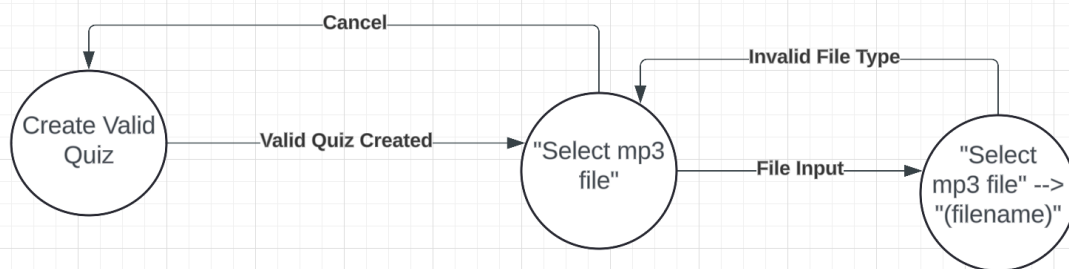 Cancel
Invalid File Type
Create Valid
Quiz
Valid Quiz Created
"Select mp3
file"
File Input
"Select
mp3 file" -->
"(filename)"